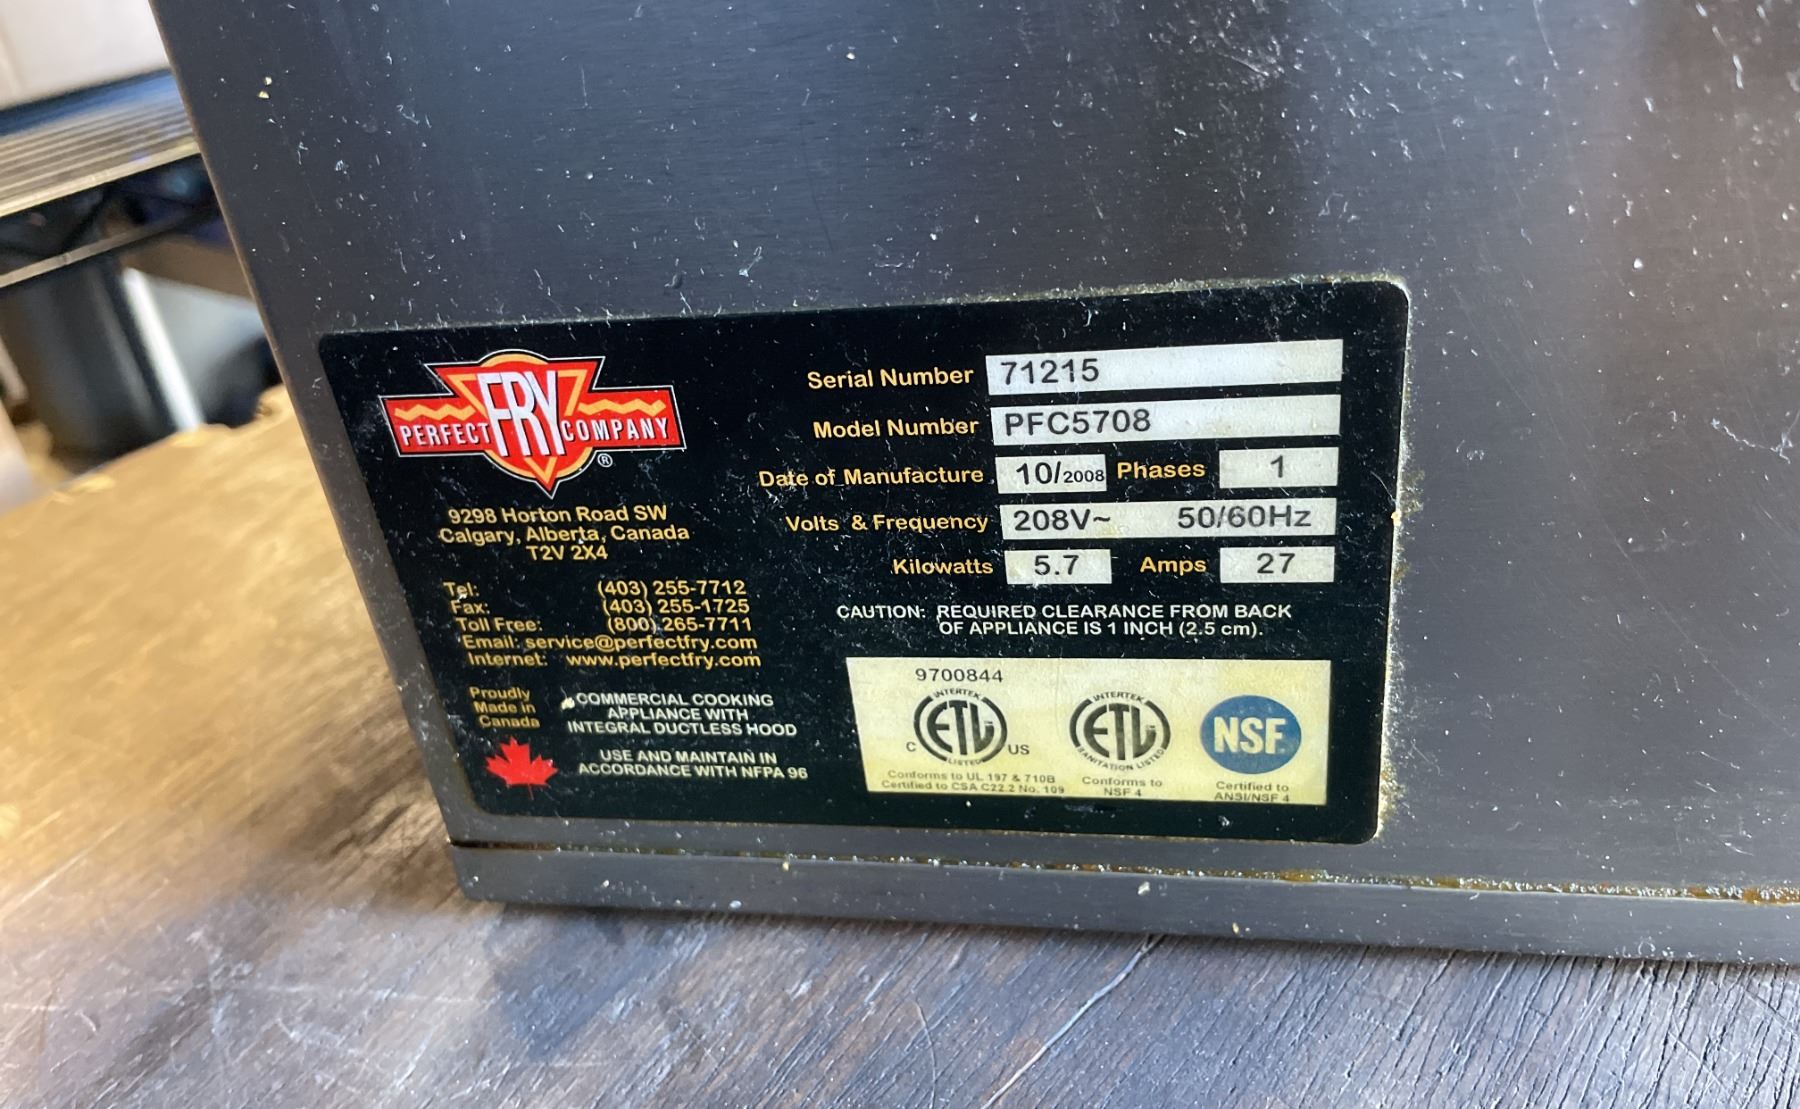 PERFECT FRY COMPANY ®
9298 Horton Road SW
Calgary, Alberta, Canada
T2V 2X4
Tel: (403) 255-7712
Fax: (403) 255-1725
Toll Free: (800) 265-7711
Email: service@perfectfry.com
Internet: www.perfectfry.com
Proudly
Made in
Canada
COMMERCIAL COOKING
APPLIANCE WITH
INTEGRAL DUCTLESS HOOD
USE AND MAINTAIN IN
ACCORDANCE WITH NFPA 96
Serial Number 71215
Model Number PFC5708
Date of Manufacture 10/2008 Phases 1
Volts & Frequency 208V~ 50/60Hz
Kilowatts 5.7 Amps 27
CAUTION: REQUIRED CLEARANCE FROM BACK
OF APPLIANCE IS 1 INCH (2.5 cm).
9700844
INTERTEK
C ETL US
LISTED
Conforms to UL 197 & 710B
Certified to CSA C22.2 No. 109
INTERTEK
ETL
SANITATION LISTED
Conforms to
NSF 4
NSF
Certified to
ANSI/NSF 4